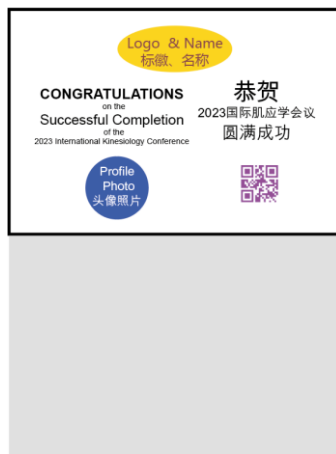 Logo & Name
标徽、名称
CONGRATULATIONS
on the
Successful Completion
of the
2023 International Kinesiology Conference
恭贺
2023国际肌应学会议
圆满成功
Profile
Photo
头像照片